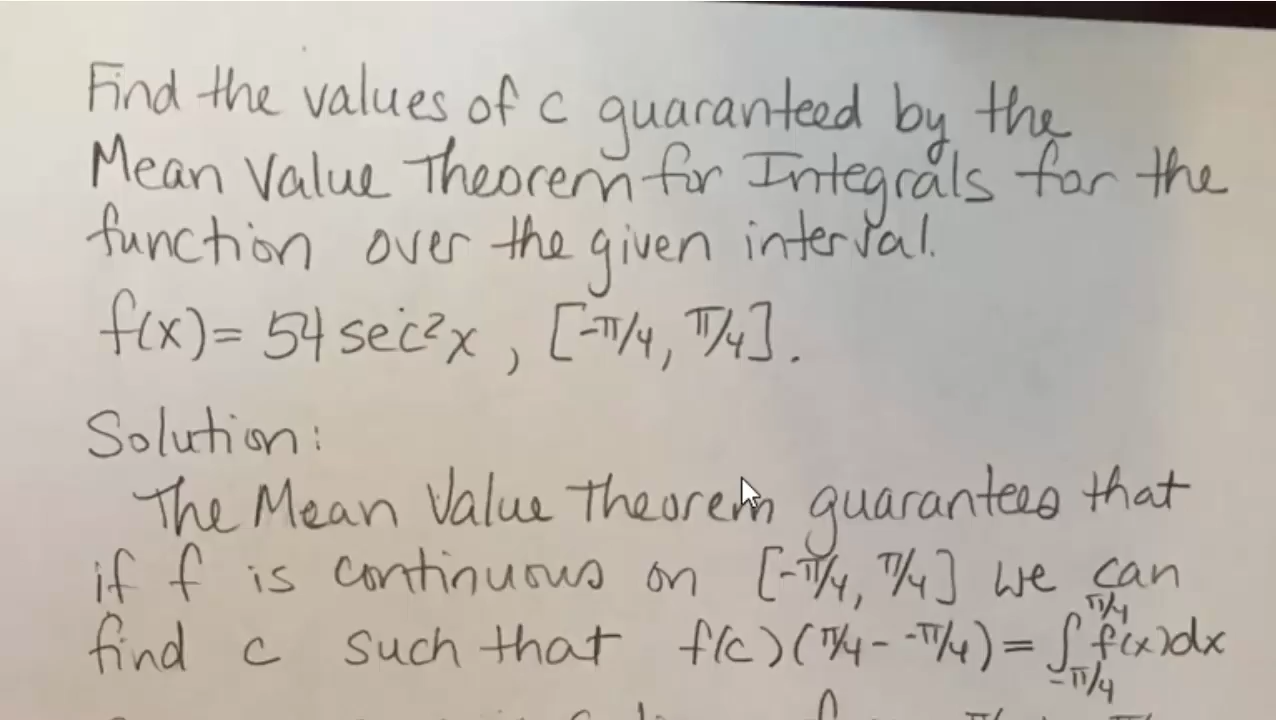 Find the values of c guaranteed by the
Mean Value Theorem for Integrals for the
function over the given interval.
f(x) = 54 sec²x , [-π/4, π/4].
Solution:
The Mean Value Theorem guarantees that
if f is continuous on [-π/4, π/4] we can
find c such that f(c)(π/4 - -π/4) = ∫_{-π/4}^{π/4} f(x)dx